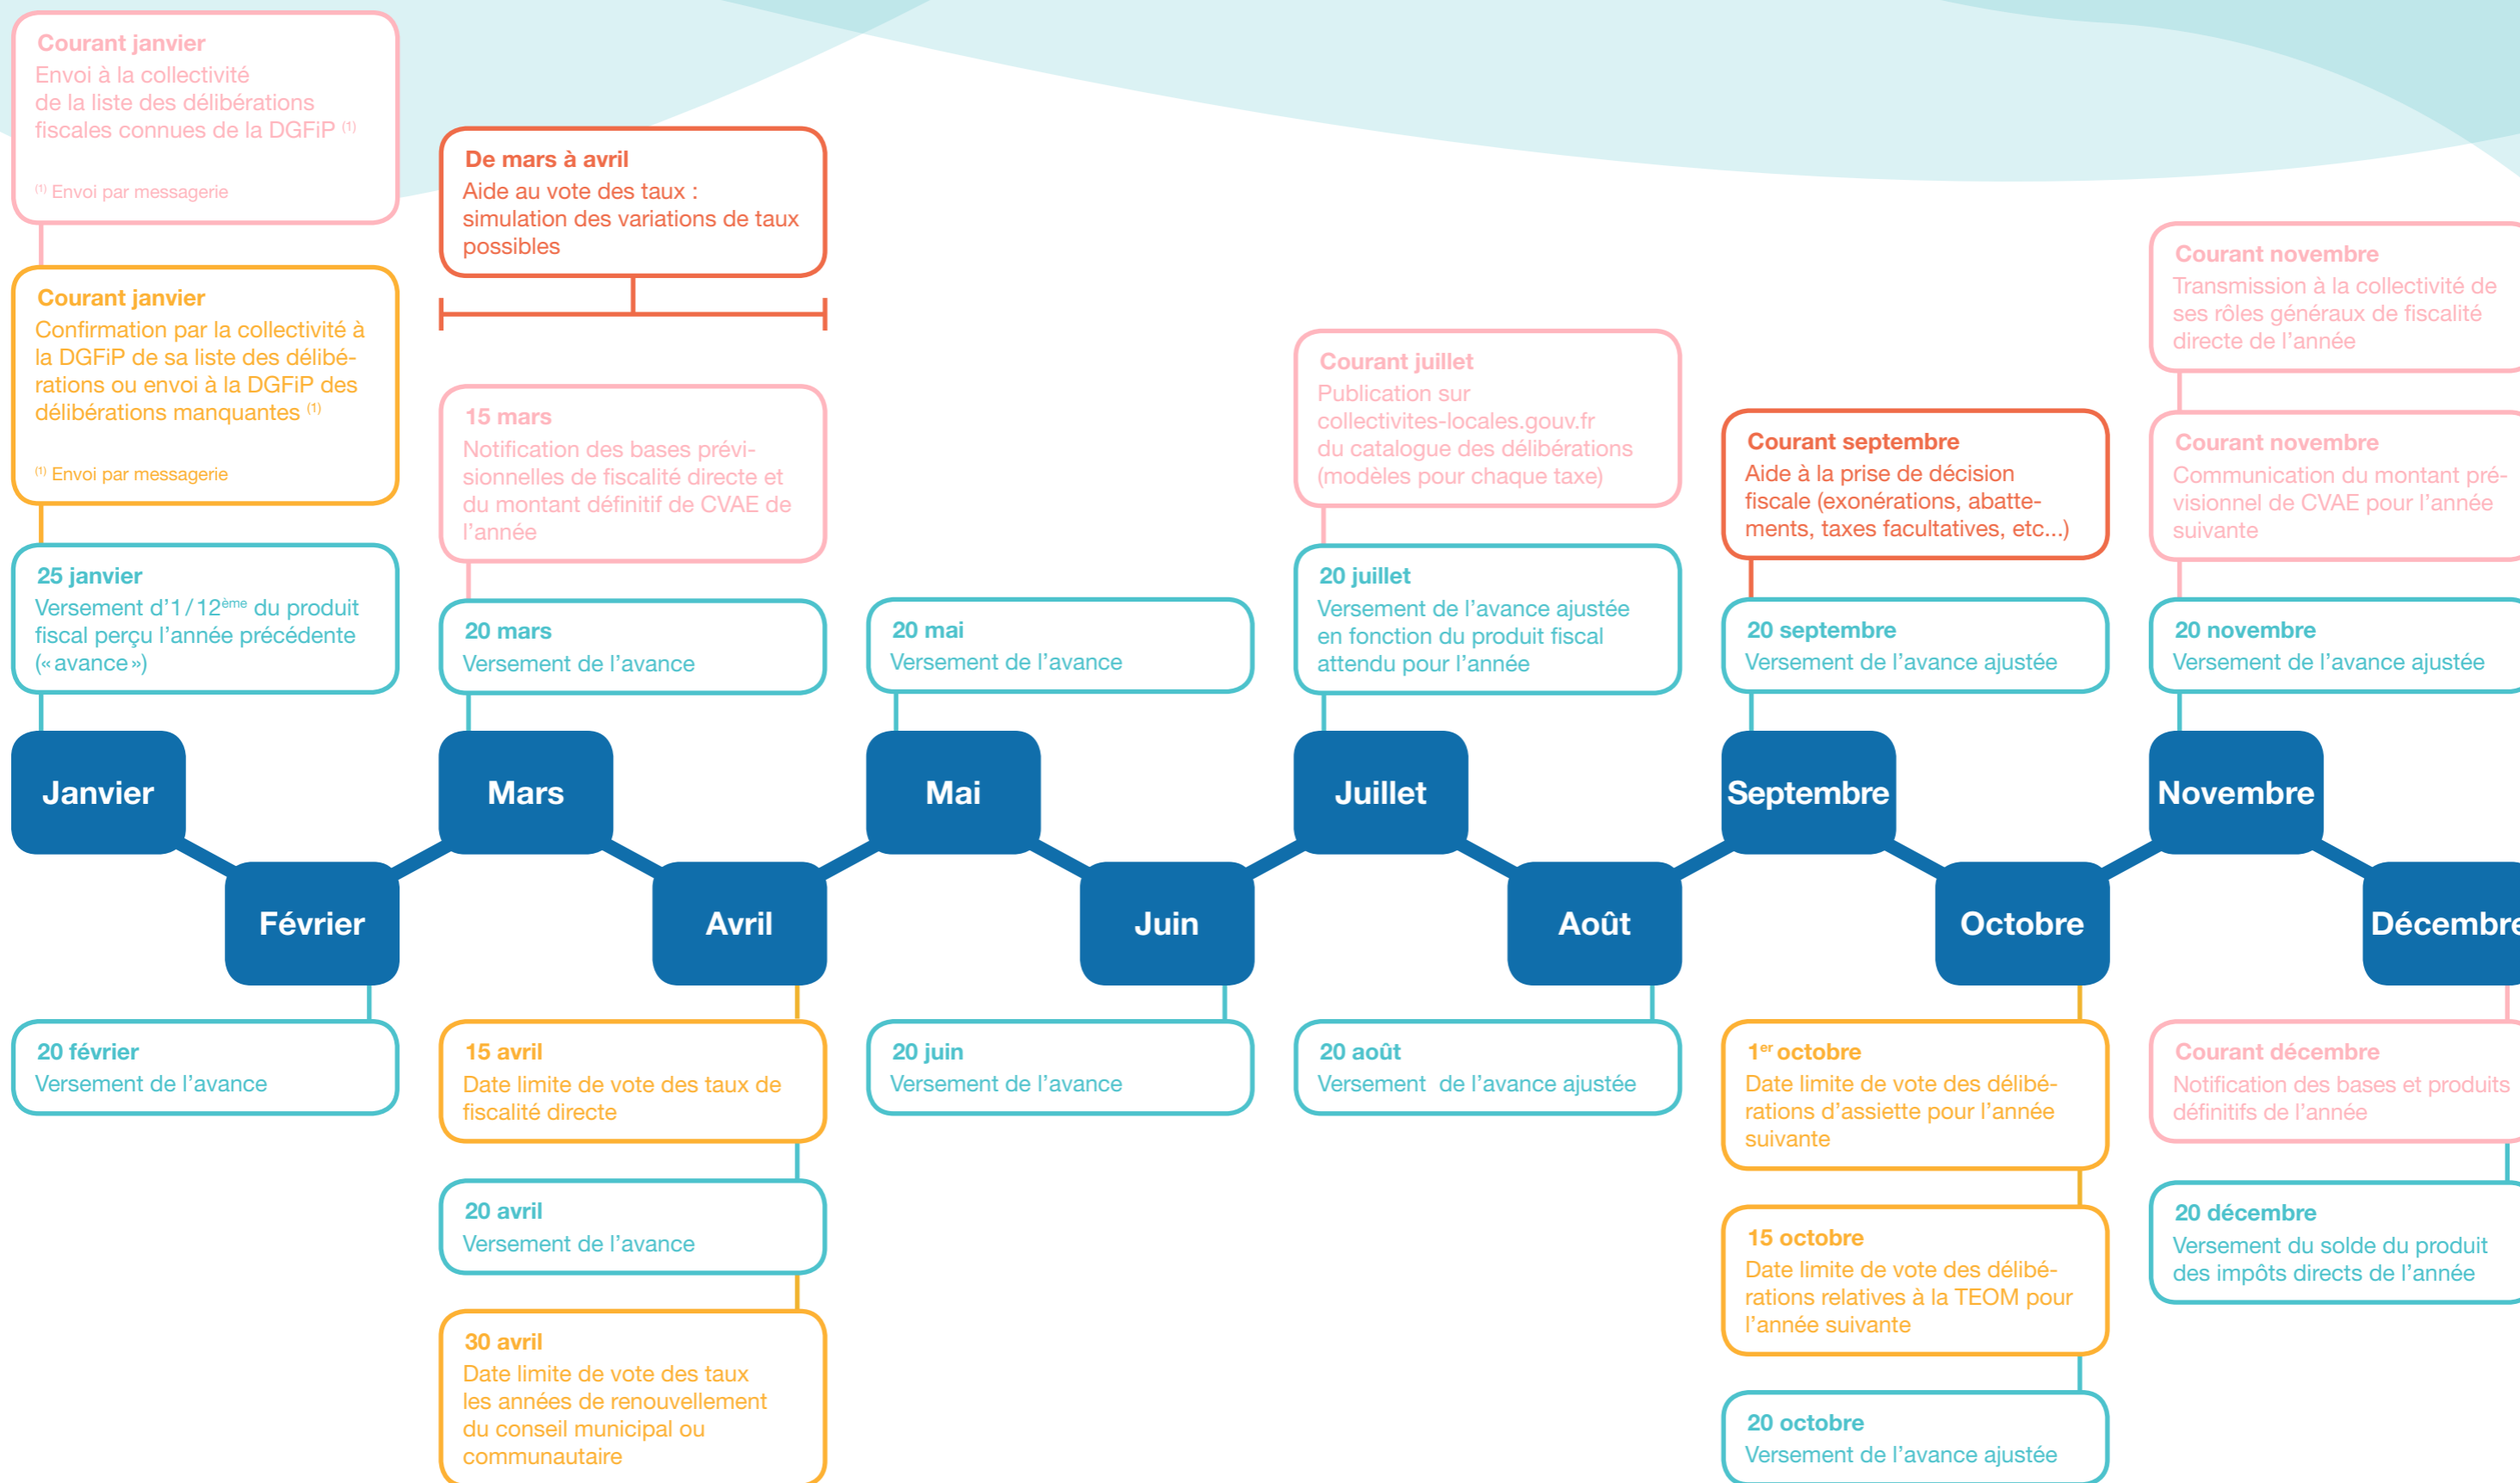 Courant janvier
Envoi à la collectivité
de la liste des délibérations
fiscales connues de la DGFiP (1)
(1) Envoi par messagerie
Courant janvier
Confirmation par la collectivité à
la DGFiP de sa liste des délibé-
rations ou envoi à la DGFiP des
délibérations manquantes (1)
(1) Envoi par messagerie
25 janvier
Versement d'1/12ème du produit
fiscal perçu l'année précédente
(« avance »)
De mars à avril
Aide au vote des taux :
simulation des variations de taux
possibles
15 mars
Notification des bases prévi-
sionnelles de fiscalité directe et
du montant définitif de CVAE de
l'année
20 mars
Versement de l'avance
20 mai
Versement de l'avance
Courant juillet
Publication sur
collectivites-locales.gouv.fr
du catalogue des délibérations
(modèles pour chaque taxe)
20 juillet
Versement de l'avance ajustée
en fonction du produit fiscal
attendu pour l'année
Courant septembre
Aide à la prise de décision
fiscale (exonérations, abatte-
ments, taxes facultatives, etc...)
20 septembre
Versement de l'avance ajustée
Courant novembre
Transmission à la collectivité de
ses rôles généraux de fiscalité
directe de l'année
Courant novembre
Communication du montant pré-
visionnel de CVAE pour l'année
suivante
20 novembre
Versement de l'avance ajustée
Janvier
Mars
Mai
Juillet
Septembre
Novembre
Février
Avril
Juin
Août
Octobre
Décembre
20 février
Versement de l'avance
15 avril
Date limite de vote des taux de
fiscalité directe
20 avril
Versement de l'avance
30 avril
Date limite de vote des taux
les années de renouvellement
du conseil municipal ou
communautaire
20 juin
Versement de l'avance
20 août
Versement de l'avance ajustée
1er octobre
Date limite de vote des délibé-
rations d'assiette pour l'année
suivante
15 octobre
Date limite de vote des délibé-
rations relatives à la TEOM pour
l'année suivante
20 octobre
Versement de l'avance ajustée
Courant décembre
Notification des bases et produits
définitifs de l'année
20 décembre
Versement du solde du produit
des impôts directs de l'année